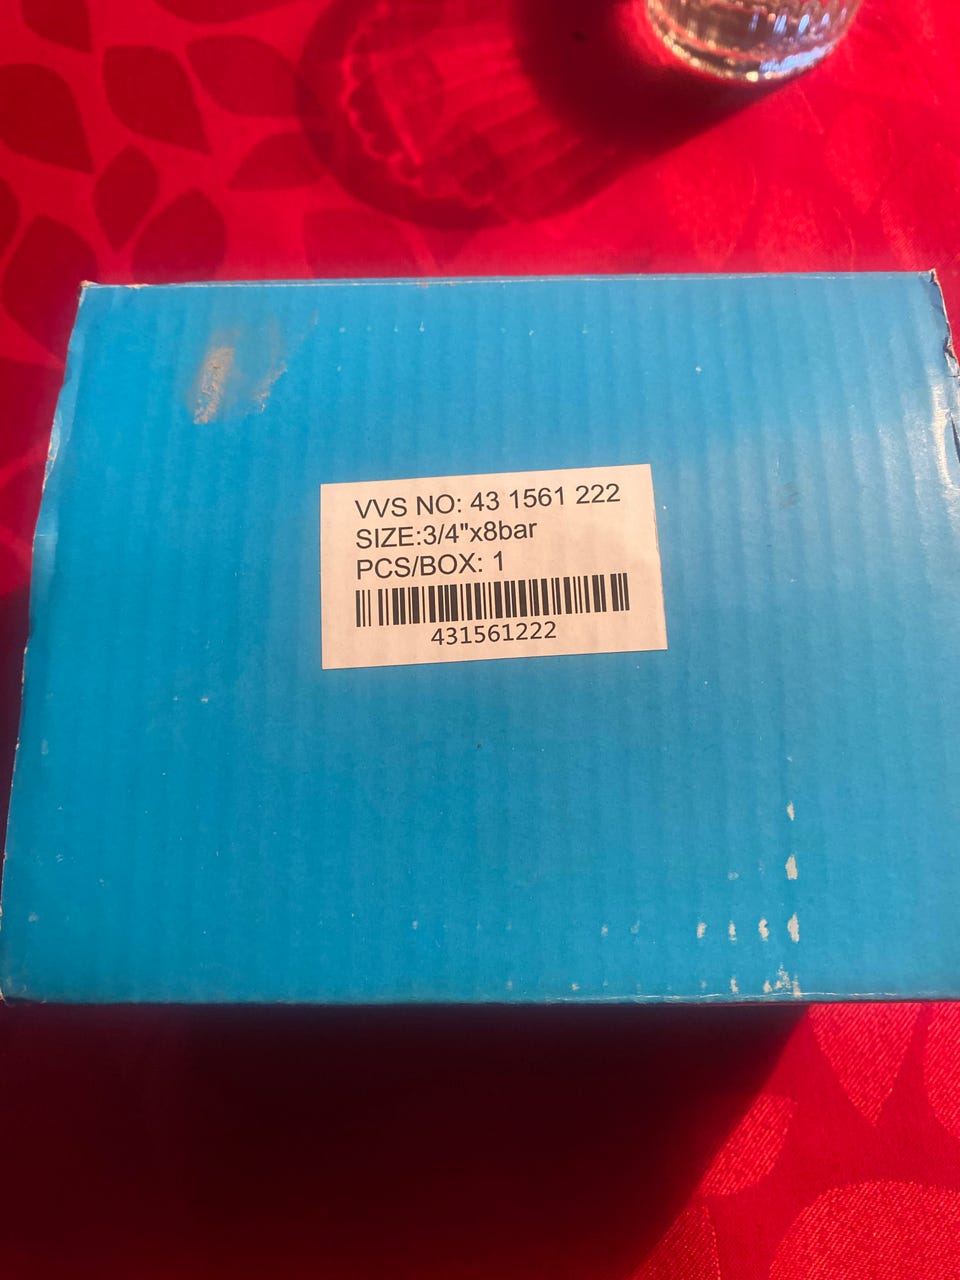 VVS NO: 43 1561 222
SIZE:3/4"x8bar
PCS/BOX: 1
431561222